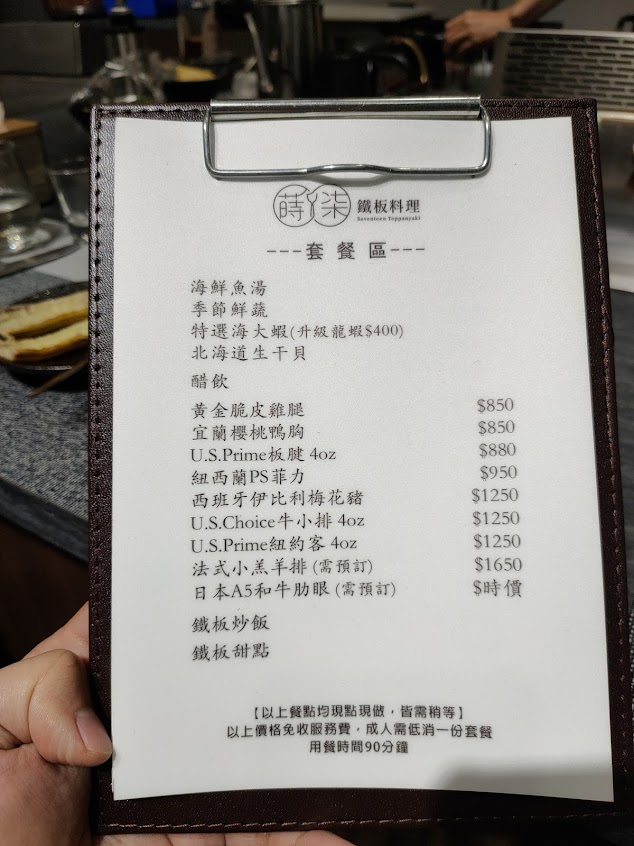 蒔柒 鐵板料理
Seventeen Teppanyaki
---套餐區---
海鮮魚湯
季節鮮蔬
特選海大蝦(升級龍蝦$400)
北海道生干貝
醋飲
黃金脆皮雞腿 $850
宜蘭櫻桃鴨胸 $850
U.S.Prime板腱 4oz $880
紐西蘭PS菲力 $950
西班牙伊比利梅花豬 $1250
U.S.Choice牛小排 4oz $1250
U.S.Prime紐約客 4oz $1250
法式小羔羊排 (需預訂) $1650
日本A5和牛肋眼 (需預訂) $時價
鐵板炒飯
鐵板甜點
【以上餐點均現點現做，皆需稍等】
以上價格免收服務費，成人需低消一份套餐
用餐時間90分鐘